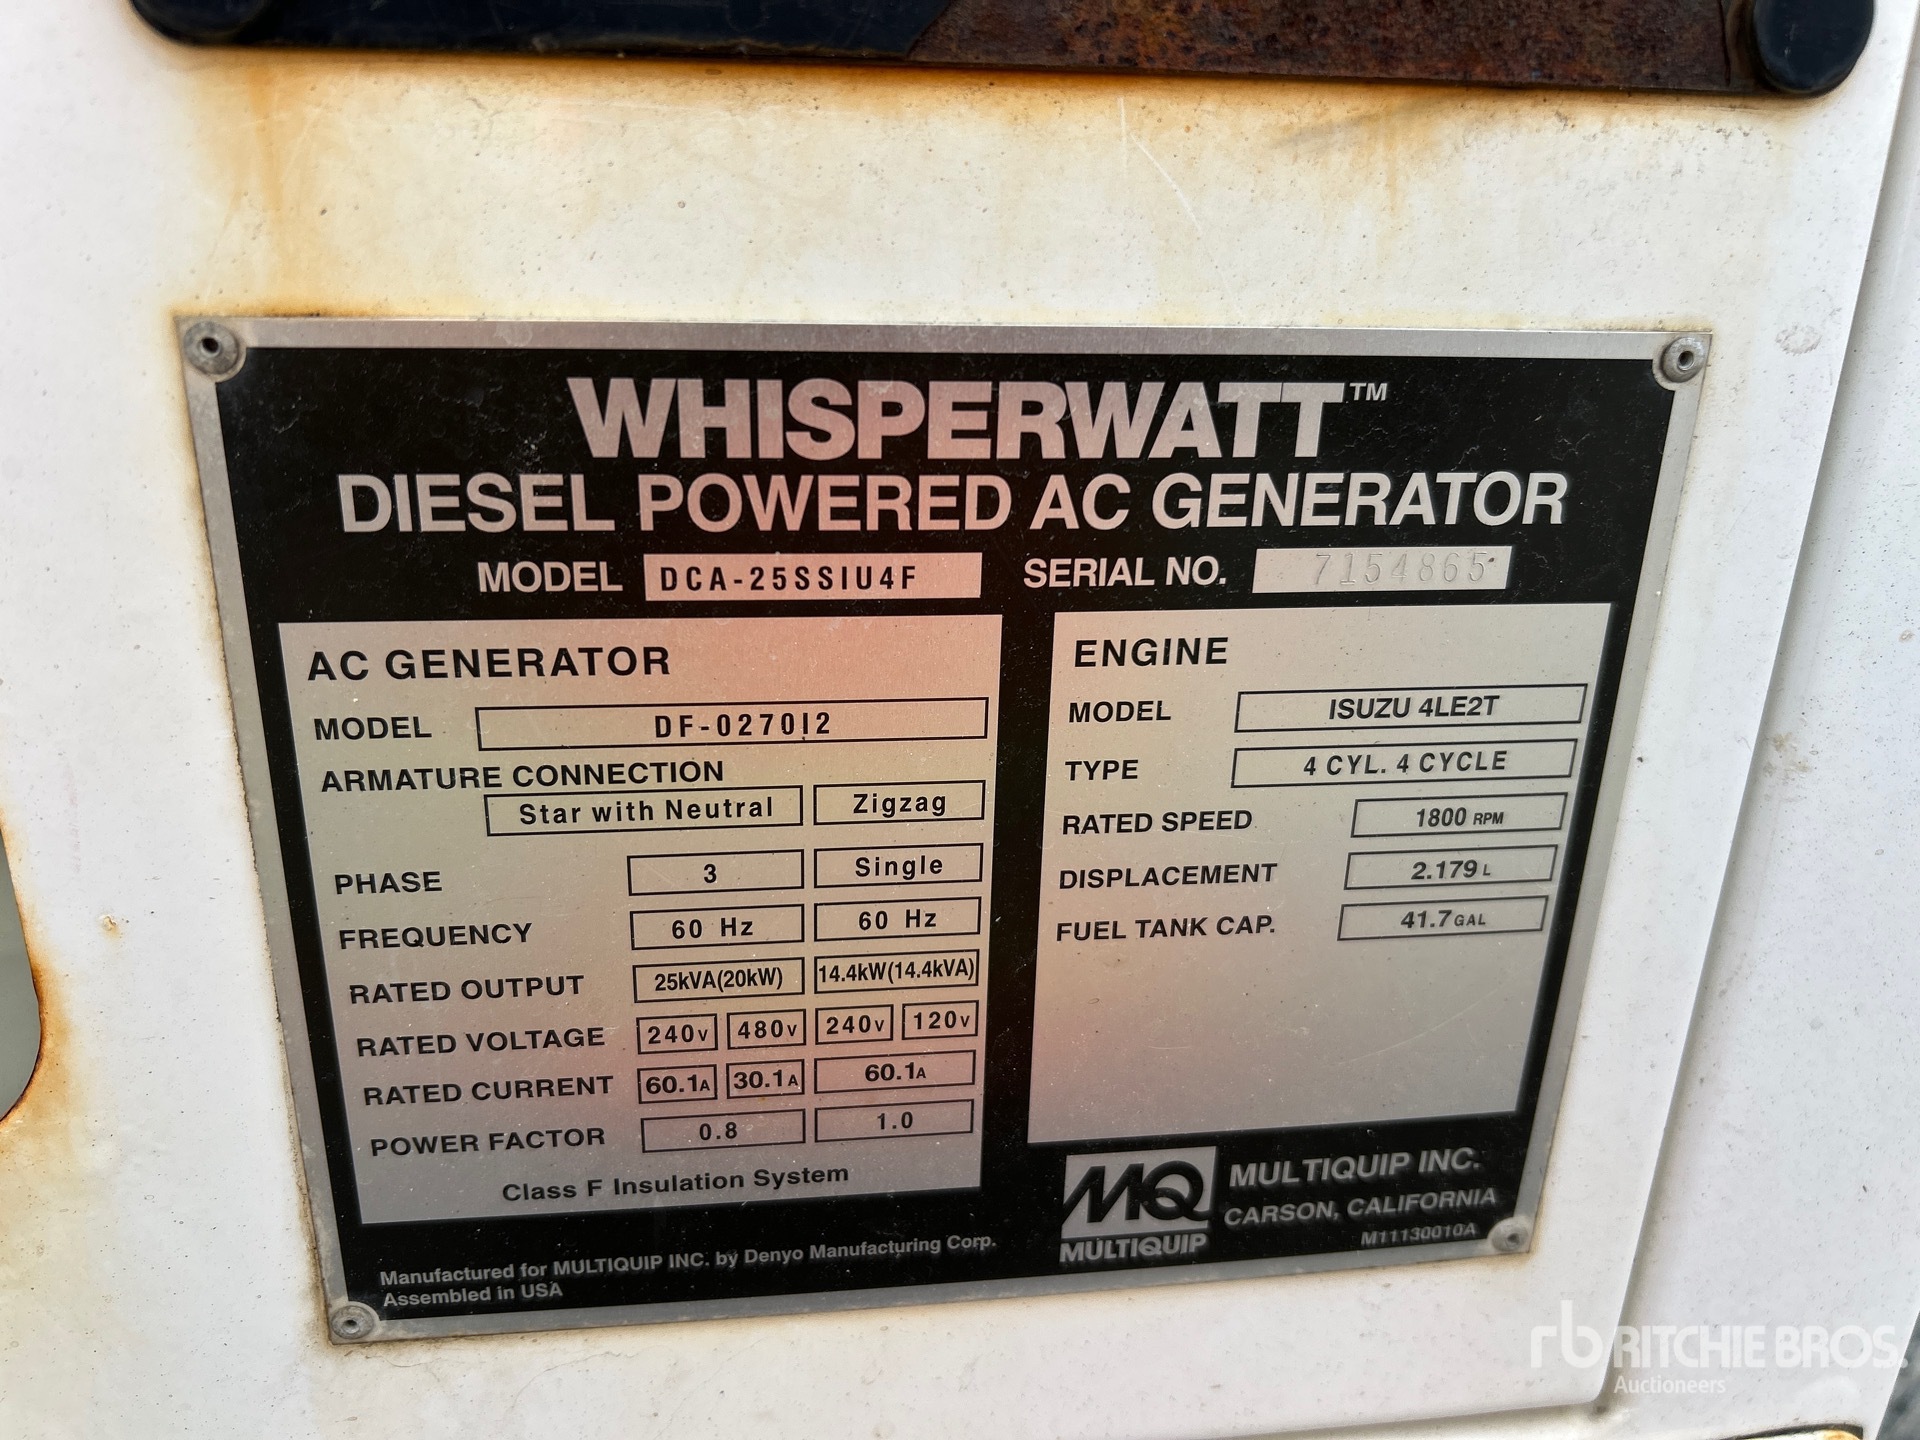 WHISPERWATT™
DIESEL POWERED AC GENERATOR
MODEL DCA-25SSIU4F SERIAL NO. 7154865
AC GENERATOR
MODEL DF-0270I2
ARMATURE CONNECTION
Star with Neutral Zigzag
PHASE 3 Single
FREQUENCY 60 Hz 60 Hz
RATED OUTPUT 25kVA(20kW) 14.4kW(14.4kVA)
RATED VOLTAGE 240V 480V 240V 120V
RATED CURRENT 60.1A 30.1A 60.1A
POWER FACTOR 0.8 1.0
Class F Insulation System
ENGINE
MODEL ISUZU 4LE2T
TYPE 4 CYL. 4 CYCLE
RATED SPEED 1800 RPM
DISPLACEMENT 2.179 L
FUEL TANK CAP. 41.7 GAL
Manufactured for MULTIQUIP INC. by Denyo Manufacturing Corp.
Assembled in USA
MQ
MULTIQUIP
MULTIQUIP INC.
CARSON, CALIFORNIA
M11130010A
rb RITCHIE BROS.
Auctioneers